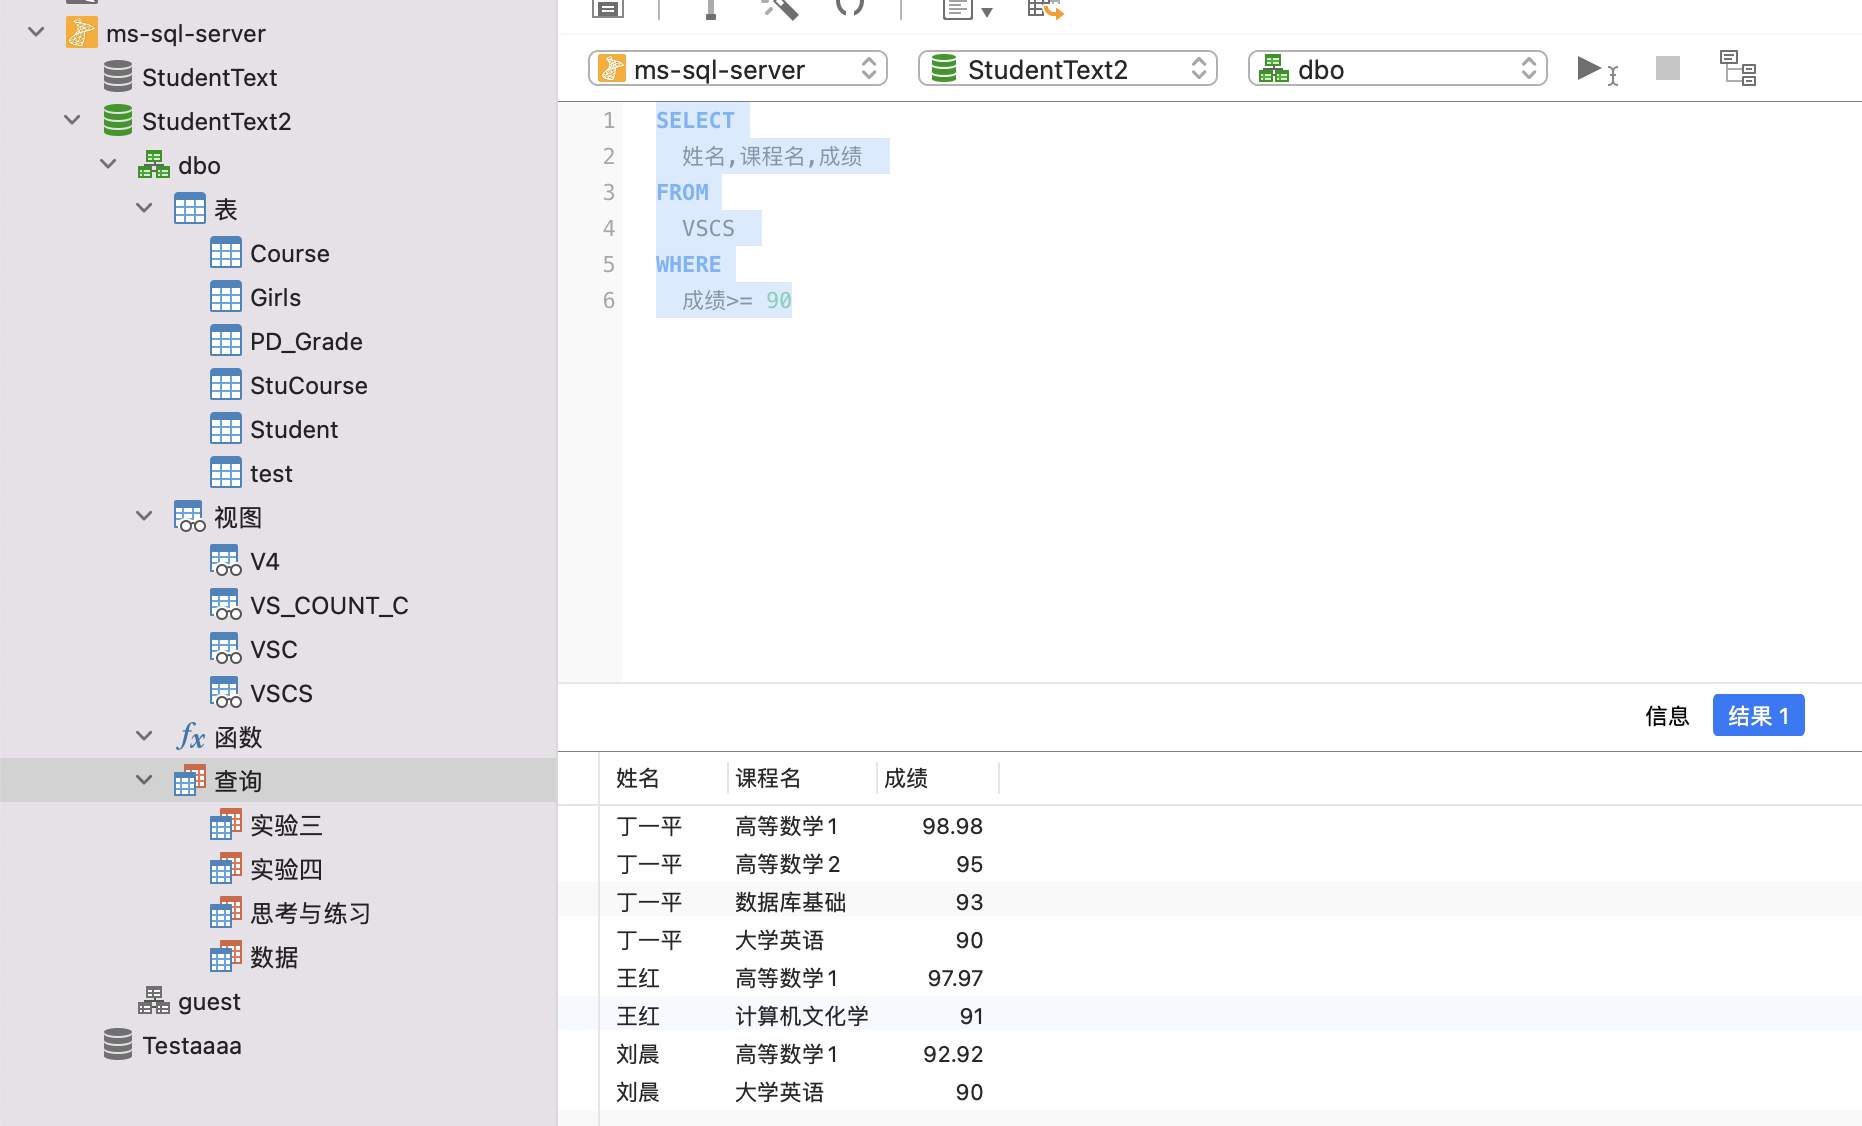 ms-sql-server
StudentText
StudentText2
dbo
表
Course
Girls
PD_Grade
StuCourse
Student
test
视图
V4
VS_COUNT_C
VSC
VSCS
fx 函数
查询
实验三
实验四
思考与练习
数据
guest
Testaaaa
ms-sql-server StudentText2 dbo
1 SELECT
2 姓名,课程名,成绩
3 FROM
4 VSCS
5 WHERE
6 成绩>= 90
信息 结果 1
姓名 课程名 成绩
丁一平 高等数学1 98.98
丁一平 高等数学2 95
丁一平 数据库基础 93
丁一平 大学英语 90
王红 高等数学1 97.97
王红 计算机文化学 91
刘晨 高等数学1 92.92
刘晨 大学英语 90